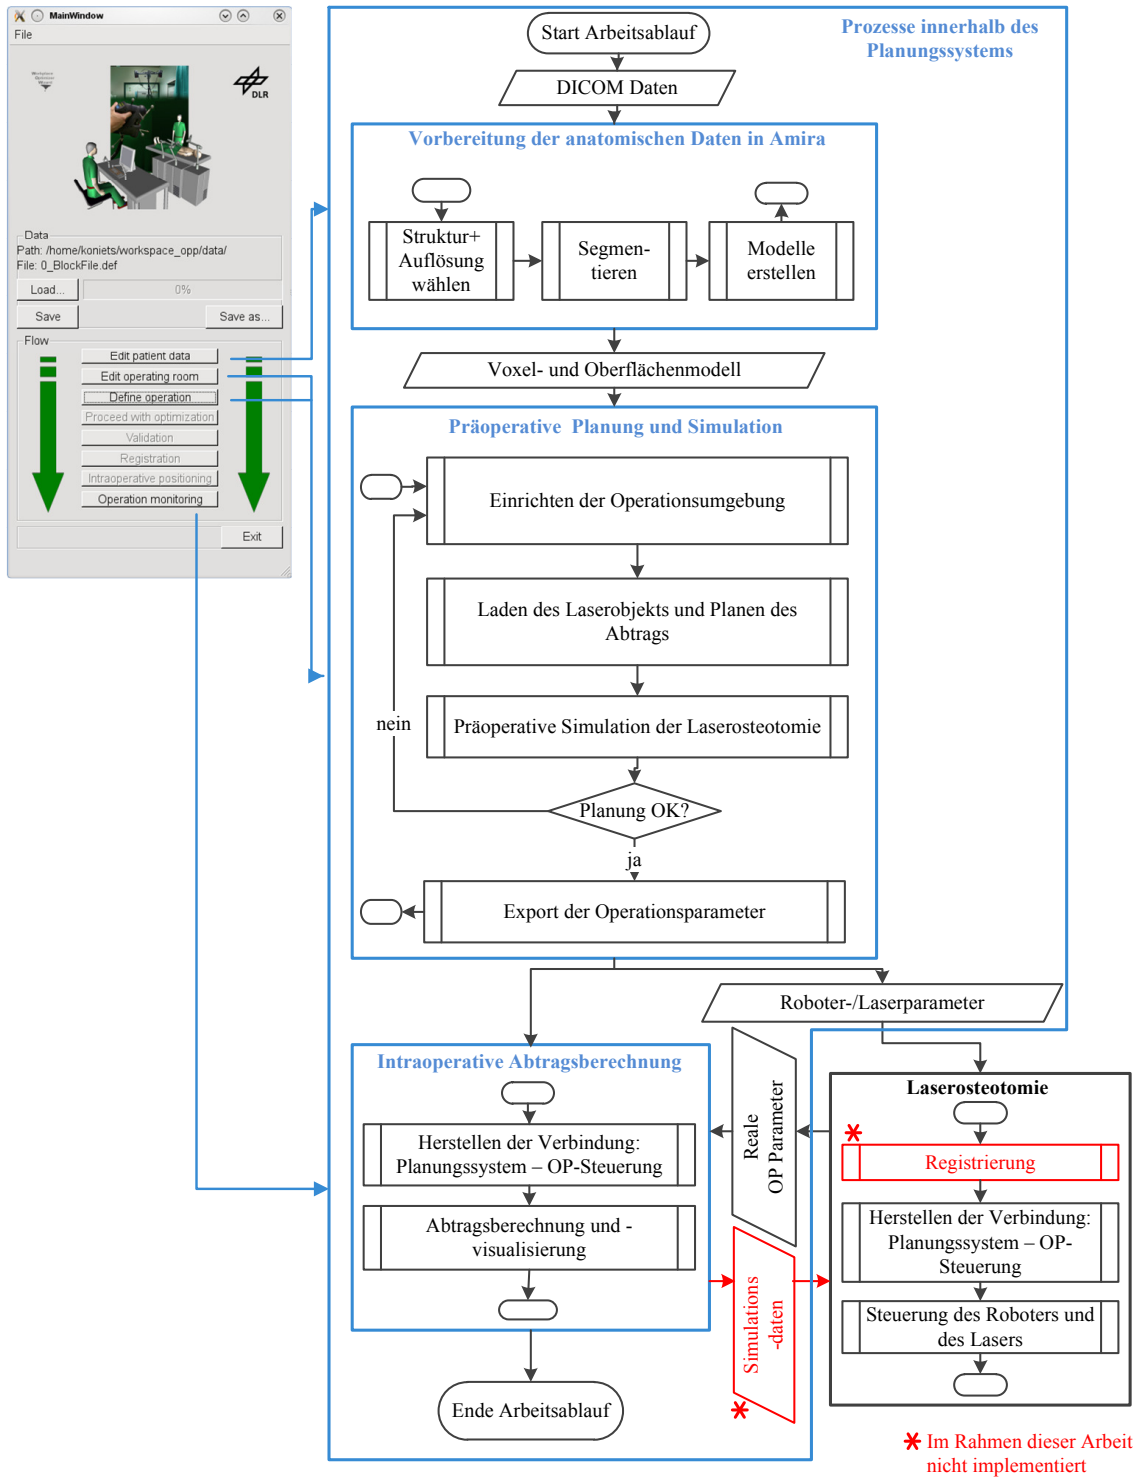 MainWindow
File
DLR
Data
Path: /home/koniets/workspace_opp/data/
File: 0_BlockFile.def
Load...
0%
Save
Save as...
Flow
Edit patient data
Edit operating room
Define operation
Proceed with optimization
Validation
Registration
Intraoperative positioning
Operation monitoring
Exit
Prozesse innerhalb des
Planungssystems
Start Arbeitsablauf
DICOM Daten
Vorbereitung der anatomischen Daten in Amira
Struktur+
Auflösung
wählen
Segmen-
tieren
Modelle
erstellen
Voxel- und Oberflächenmodell
Präoperative Planung und Simulation
Einrichten der Operationsumgebung
Laden des Laserobjekts und Planen des
Abtrags
nein
Präoperative Simulation der Laserosteotomie
Planung OK?
ja
Export der Operationsparameter
Roboter-/Laserparameter
Intraoperative Abtragsberechnung
Herstellen der Verbindung:
Planungssystem – OP-Steuerung
Abtragsberechnung und -
visualisierung
Ende Arbeitsablauf
Reale
OP Parameter
Simulations
-daten
*
Laserosteotomie
*
Registrierung
Herstellen der Verbindung:
Planungssystem – OP-
Steuerung
Steuerung des Roboters und
des Lasers
* Im Rahmen dieser Arbeit
nicht implementiert